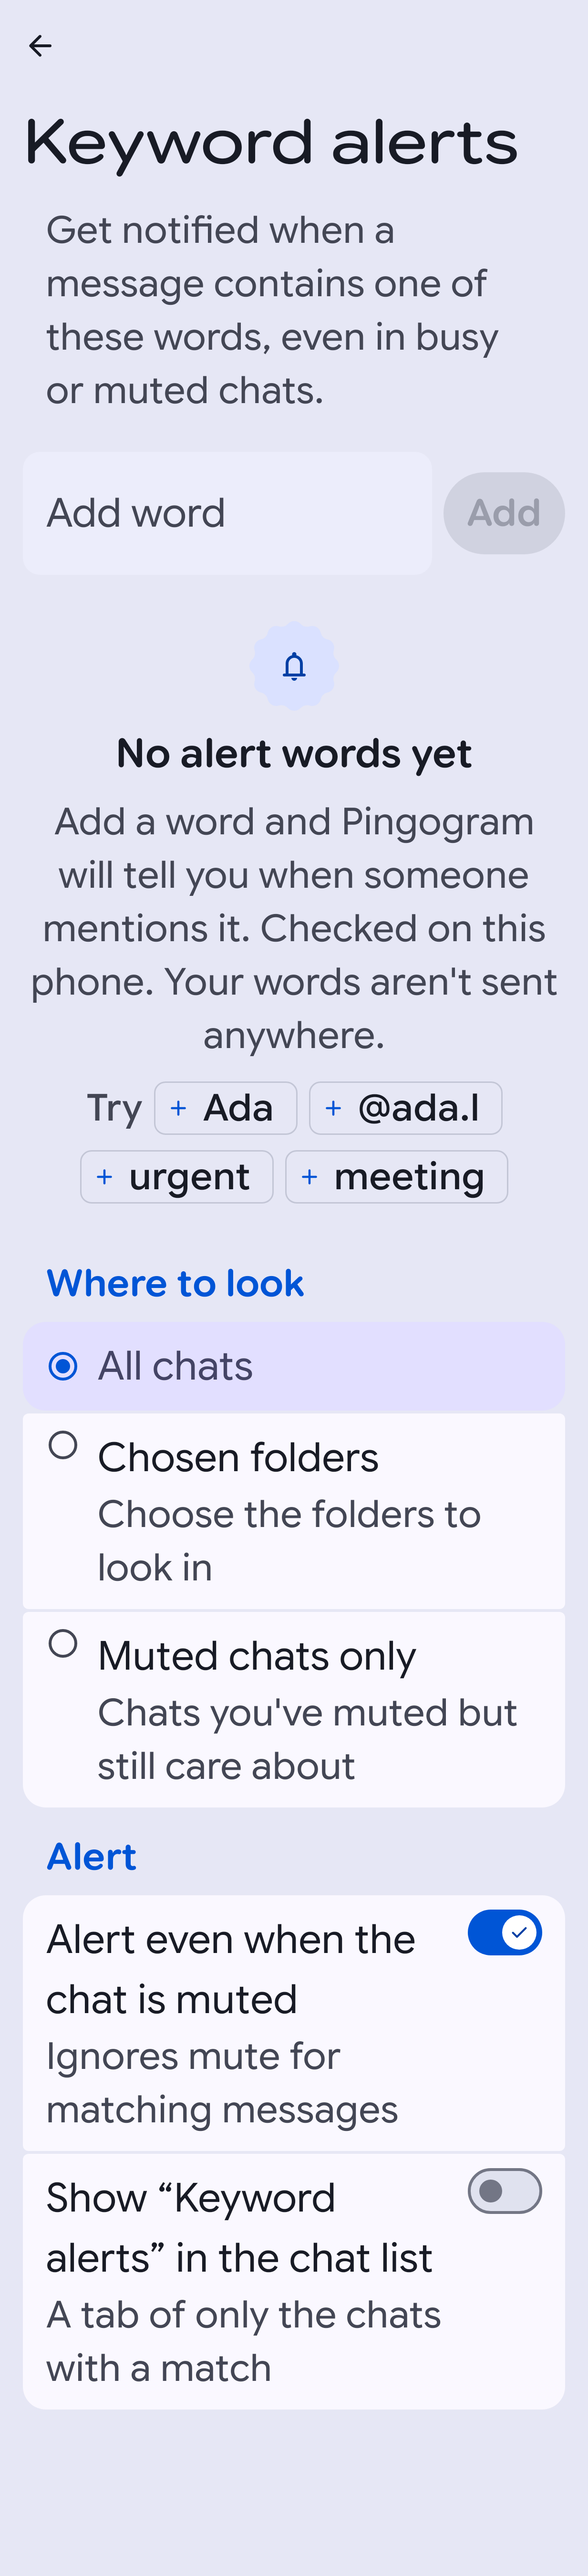 Keyword alerts
Get notified when a
message contains one of
these words, even in busy
or muted chats.
Add word
Add
No alert words yet
Add a word and Pingogram
will tell you when someone
mentions it. Checked on this
phone. Your words aren't sent
anywhere.
Try + Ada + @ada.l
+ urgent + meeting
Where to look
All chats
Chosen folders
Choose the folders to
look in
Muted chats only
Chats you've muted but
still care about
Alert
Alert even when the
chat is muted
Ignores mute for
matching messages
Show “Keyword
alerts” in the chat list
A tab of only the chats
with a match